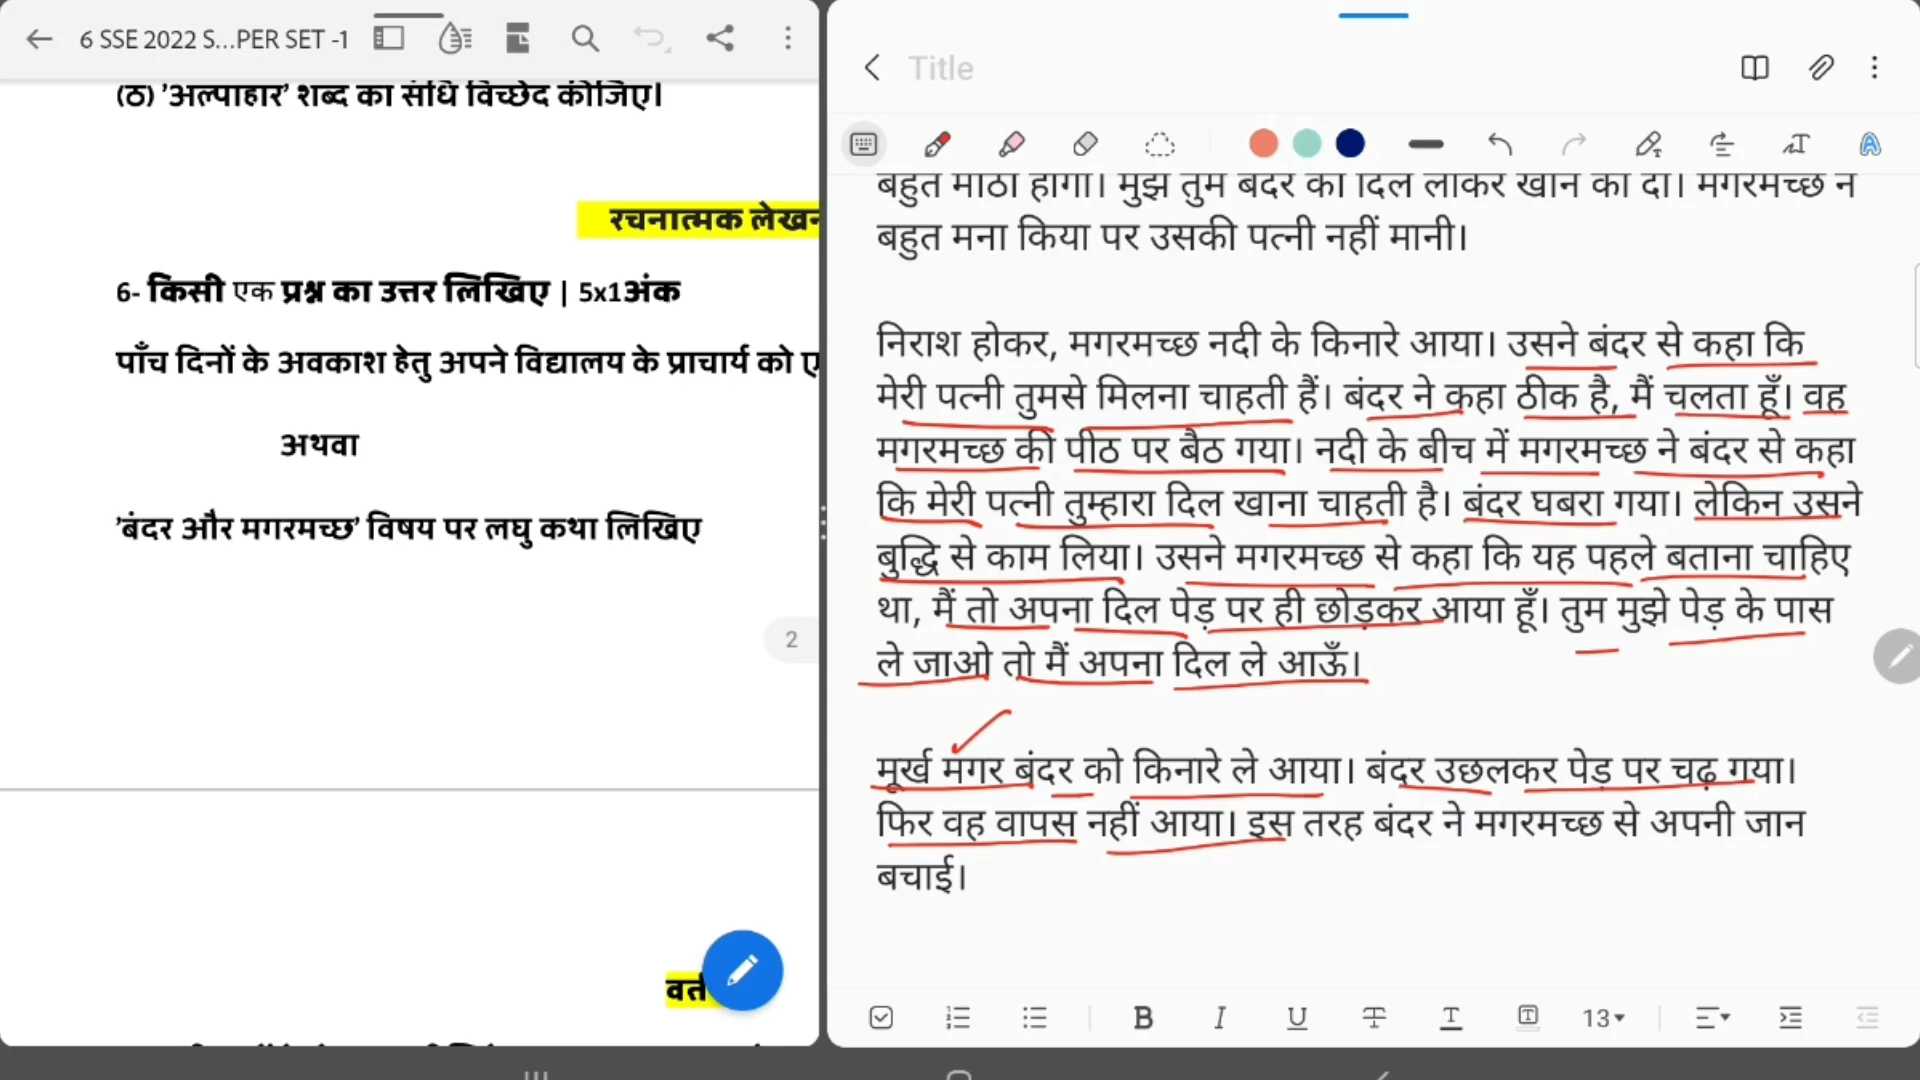 6 SSE 2022 S...PER SET -1
(ठ) ’अल्पाहार’ शब्द का संधि विच्छेद कीजिए।
रचनात्मक लेखन
6- किसी एक प्रश्न का उत्तर लिखिए | 5x1अंक
पाँच दिनों के अवकाश हेतु अपने विद्यालय के प्राचार्य को
अथवा
’बंदर और मगरमच्छ’ विषय पर लघु कथा लिखिए
2
Title
बहुत मीठा होगा। मुझे तुम बंदर का दिल लाकर खाने को दो। मगरमच्छ ने
बहुत मना किया पर उसकी पत्नी नहीं मानी।
निराश होकर, मगरमच्छ नदी के किनारे आया। उसने बंदर से कहा कि
मेरी पत्नी तुमसे मिलना चाहती हैं। बंदर ने कहा ठीक है, मैं चलता हूँ। वह
मगरमच्छ की पीठ पर बैठ गया। नदी के बीच में मगरमच्छ ने बंदर से कहा
कि मेरी पत्नी तुम्हारा दिल खाना चाहती है। बंदर घबरा गया। लेकिन उसने
बुद्धि से काम लिया। उसने मगरमच्छ से कहा कि यह पहले बताना चाहिए
था, मैं तो अपना दिल पेड़ पर ही छोड़कर आया हूँ। तुम मुझे पेड़ के पास
ले जाओ तो मैं अपना दिल ले आऊँ।
मूर्ख मगर बंदर को किनारे ले आया। बंदर उछलकर पेड़ पर चढ़ गया।
फिर वह वापस नहीं आया। इस तरह बंदर ने मगरमच्छ से अपनी जान
बचाई।
B I U T T T 13